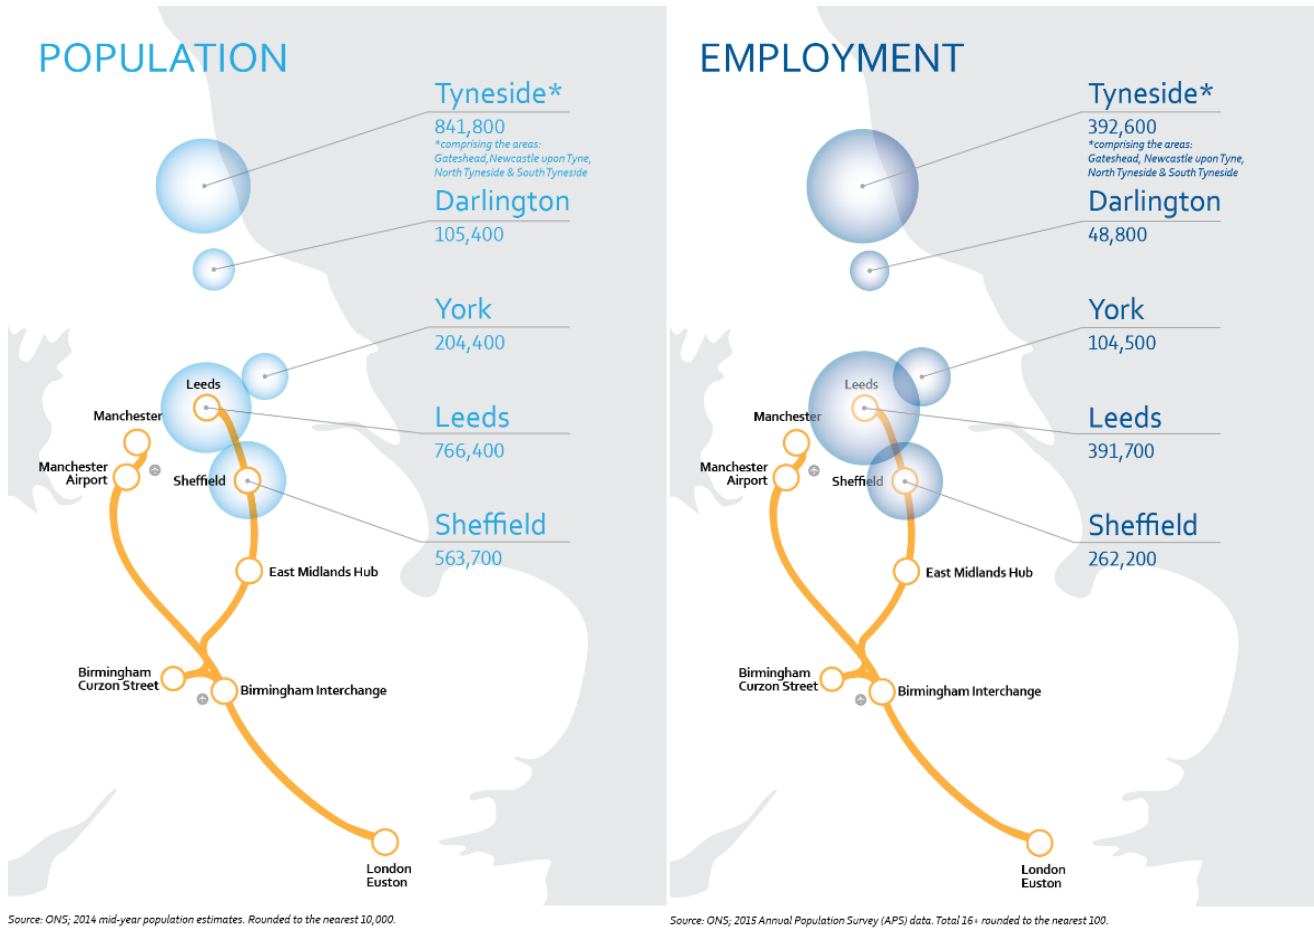 POPULATION
Tyneside*
841,800
*comprising the areas:
Gateshead,Newcastle upon Tyne,
North Tyneside & South Tyneside
Darlington
105,400
York
204,400
Leeds
766,400
Sheffield
563,700
Leeds
Manchester
Manchester
Airport
Sheffield
East Midlands Hub
Birmingham
Curzon Street
Birmingham Interchange
London
Euston
Source: ONS; 2014 mid-year population estimates. Rounded to the nearest 10,000.
EMPLOYMENT
Tyneside*
392,600
*comprising the areas:
Gateshead, Newcastle upon Tyne,
North Tyneside & South Tyneside
Darlington
48,800
York
104,500
Leeds
391,700
Sheffield
262,200
Leeds
Manchester
Manchester
Airport
Sheffield
East Midlands Hub
Birmingham
Curzon Street
Birmingham Interchange
London
Euston
Source: ONS; 2015 Annual Population Survey (APS) data. Total 16+ rounded to the nearest 100.